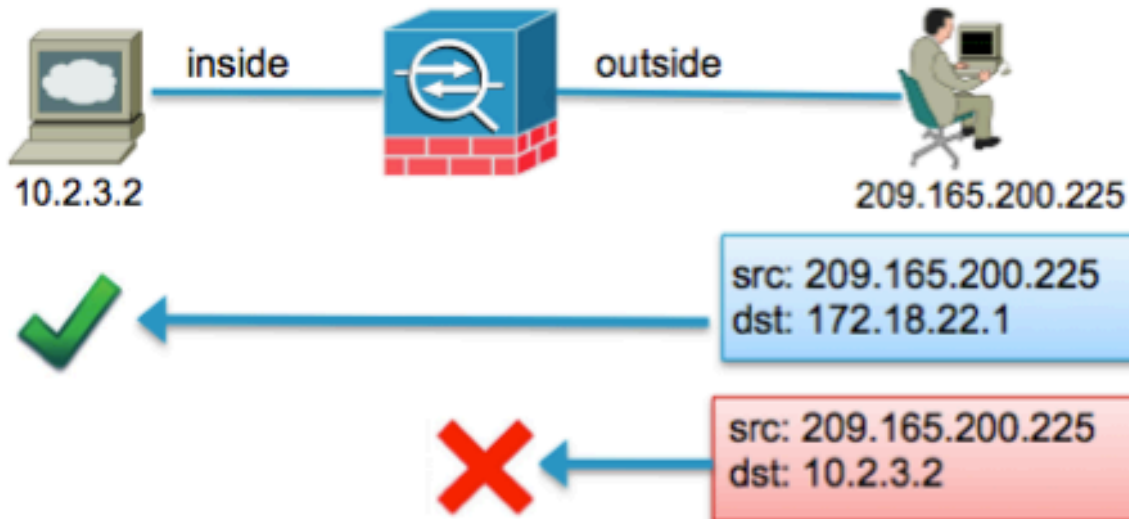 inside
outside
10.2.3.2
209.165.200.225
src: 209.165.200.225
dst: 172.18.22.1
src: 209.165.200.225
dst: 10.2.3.2